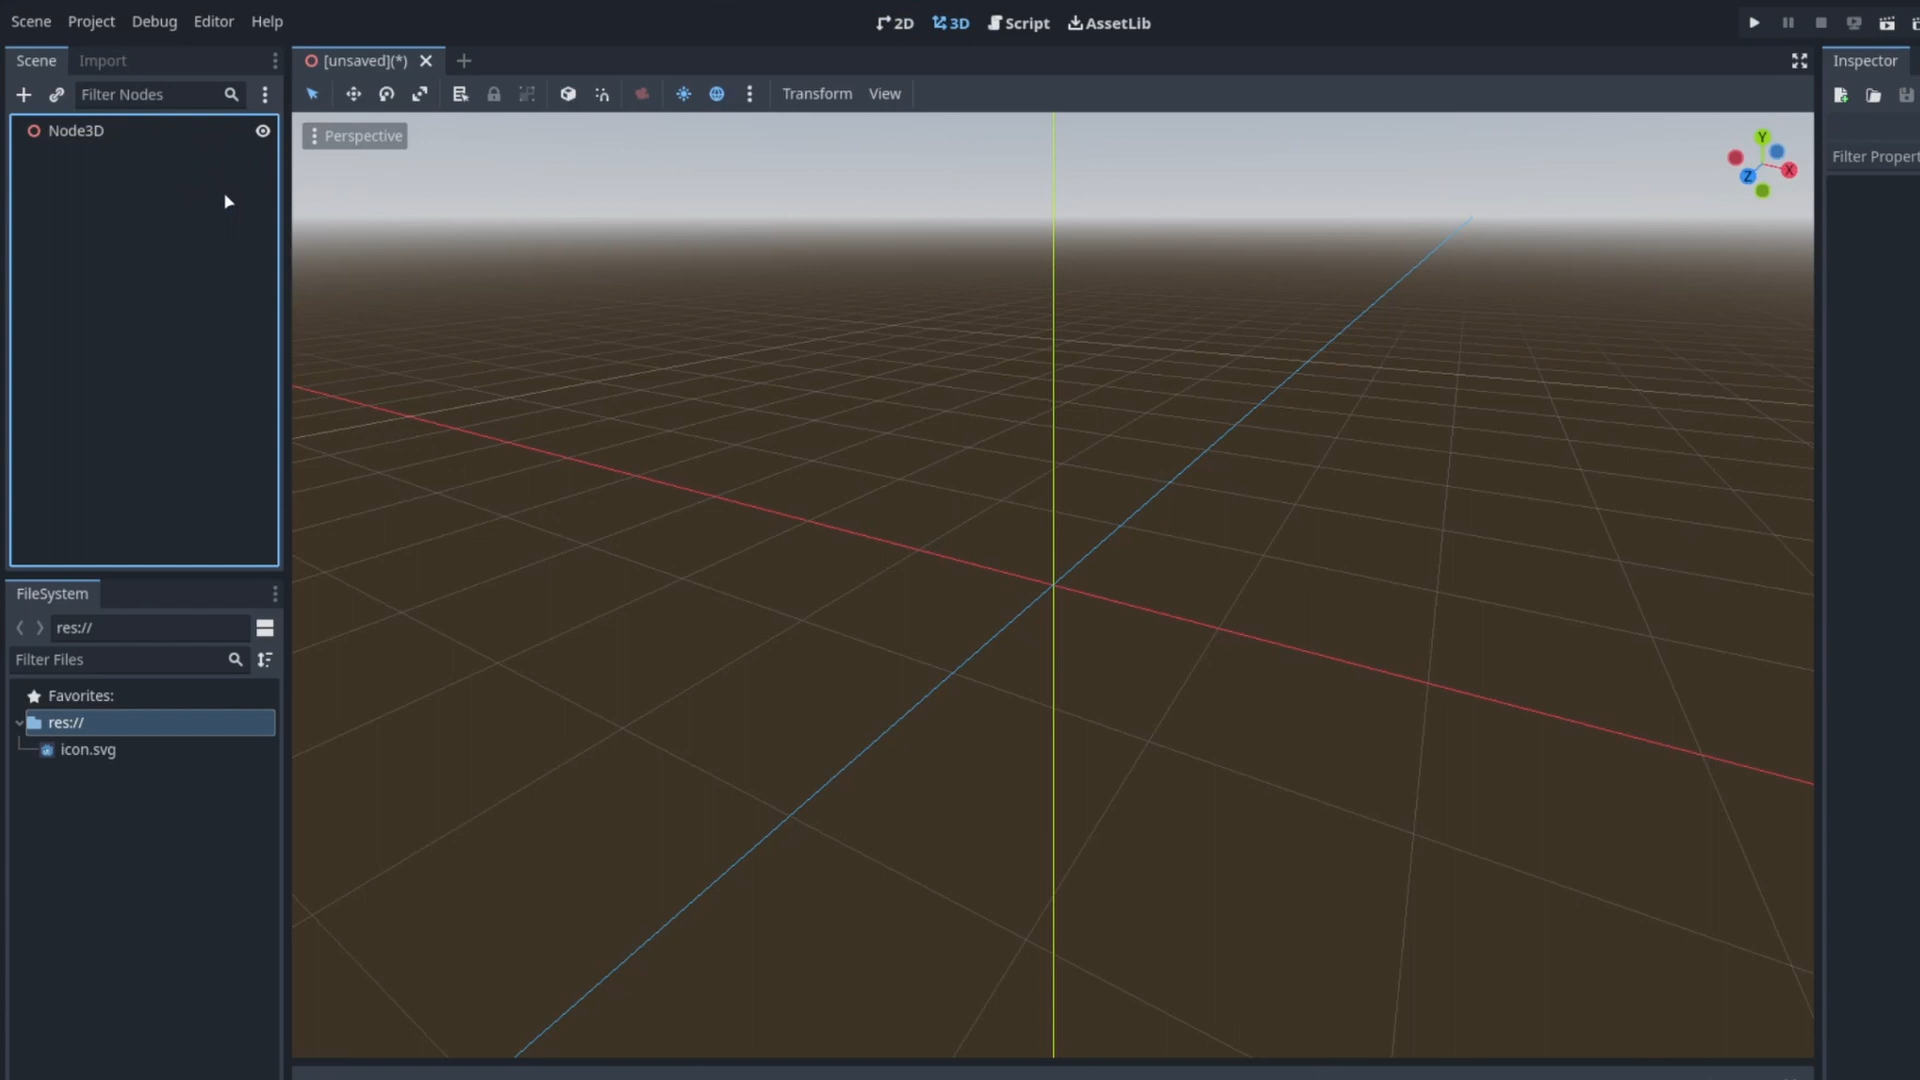 Scene Project Debug Editor Help
2D 3D Script AssetLib
Scene Import
[unsaved](*)
Inspector
Filter Nodes
Transform View
Node3D
Perspective
Y
X
Z
Filter Propert
FileSystem
res://
Filter Files
Favorites:
res://
icon.svg